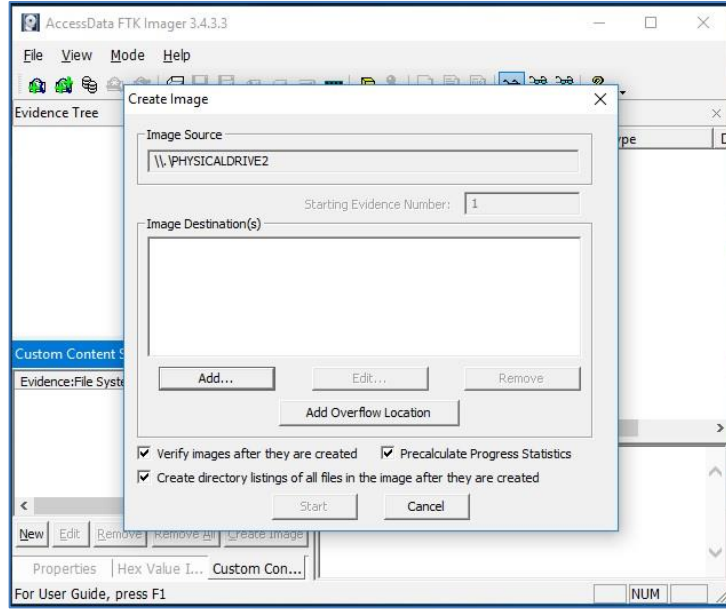 AccessData FTK Imager 3.4.3.3
File View Mode Help
Evidence Tree
Create Image
Image Source
\\.\PHYSICALDRIVE2
Starting Evidence Number: 1
Image Destination(s)
Add... Edit... Remove
Add Overflow Location
Verify images after they are created Precalculate Progress Statistics
Create directory listings of all files in the image after they are created
Start Cancel
Custom Content S
Evidence:File Syste
New Edit Remove Remove All Create Image
Properties Hex Value I... Custom Con...
For User Guide, press F1 NUM